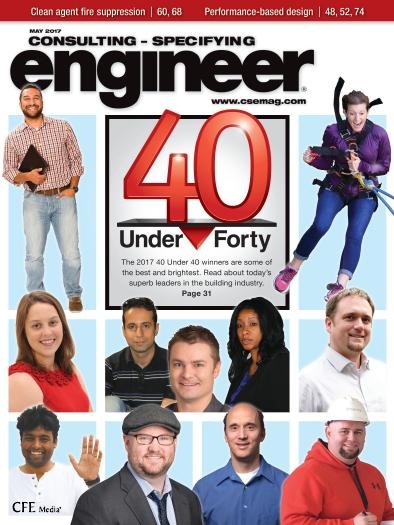 Clean agent fire suppression | 60, 68 Performance-based design | 48, 52, 74
MAY 2017
CONSULTING – SPECIFYING
engineer®
www.csemag.com
40
Under Forty
The 2017 40 Under 40 winners are some of
the best and brightest. Read about today's
superb leaders in the building industry.
Page 31
CFE Media®